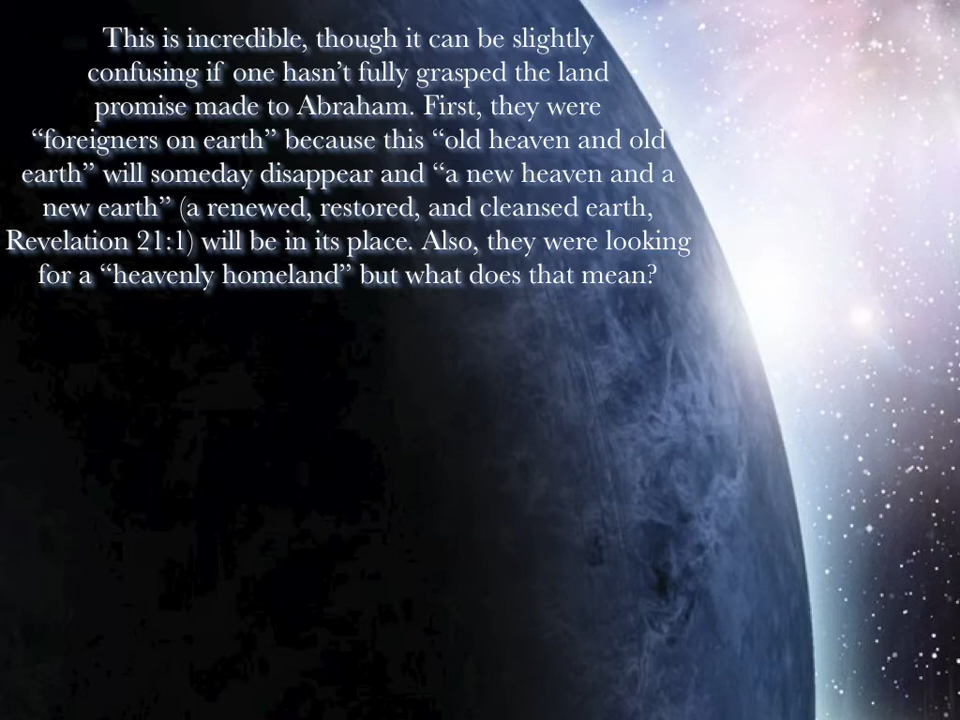 This is incredible, though it can be slightly
confusing if one hasn’t fully grasped the land
promise made to Abraham. First, they were
“foreigners on earth” because this “old heaven and old
earth” will someday disappear and “a new heaven and a
new earth” (a renewed, restored, and cleansed earth,
Revelation 21:1) will be in its place. Also, they were looking
for a “heavenly homeland” but what does that mean?